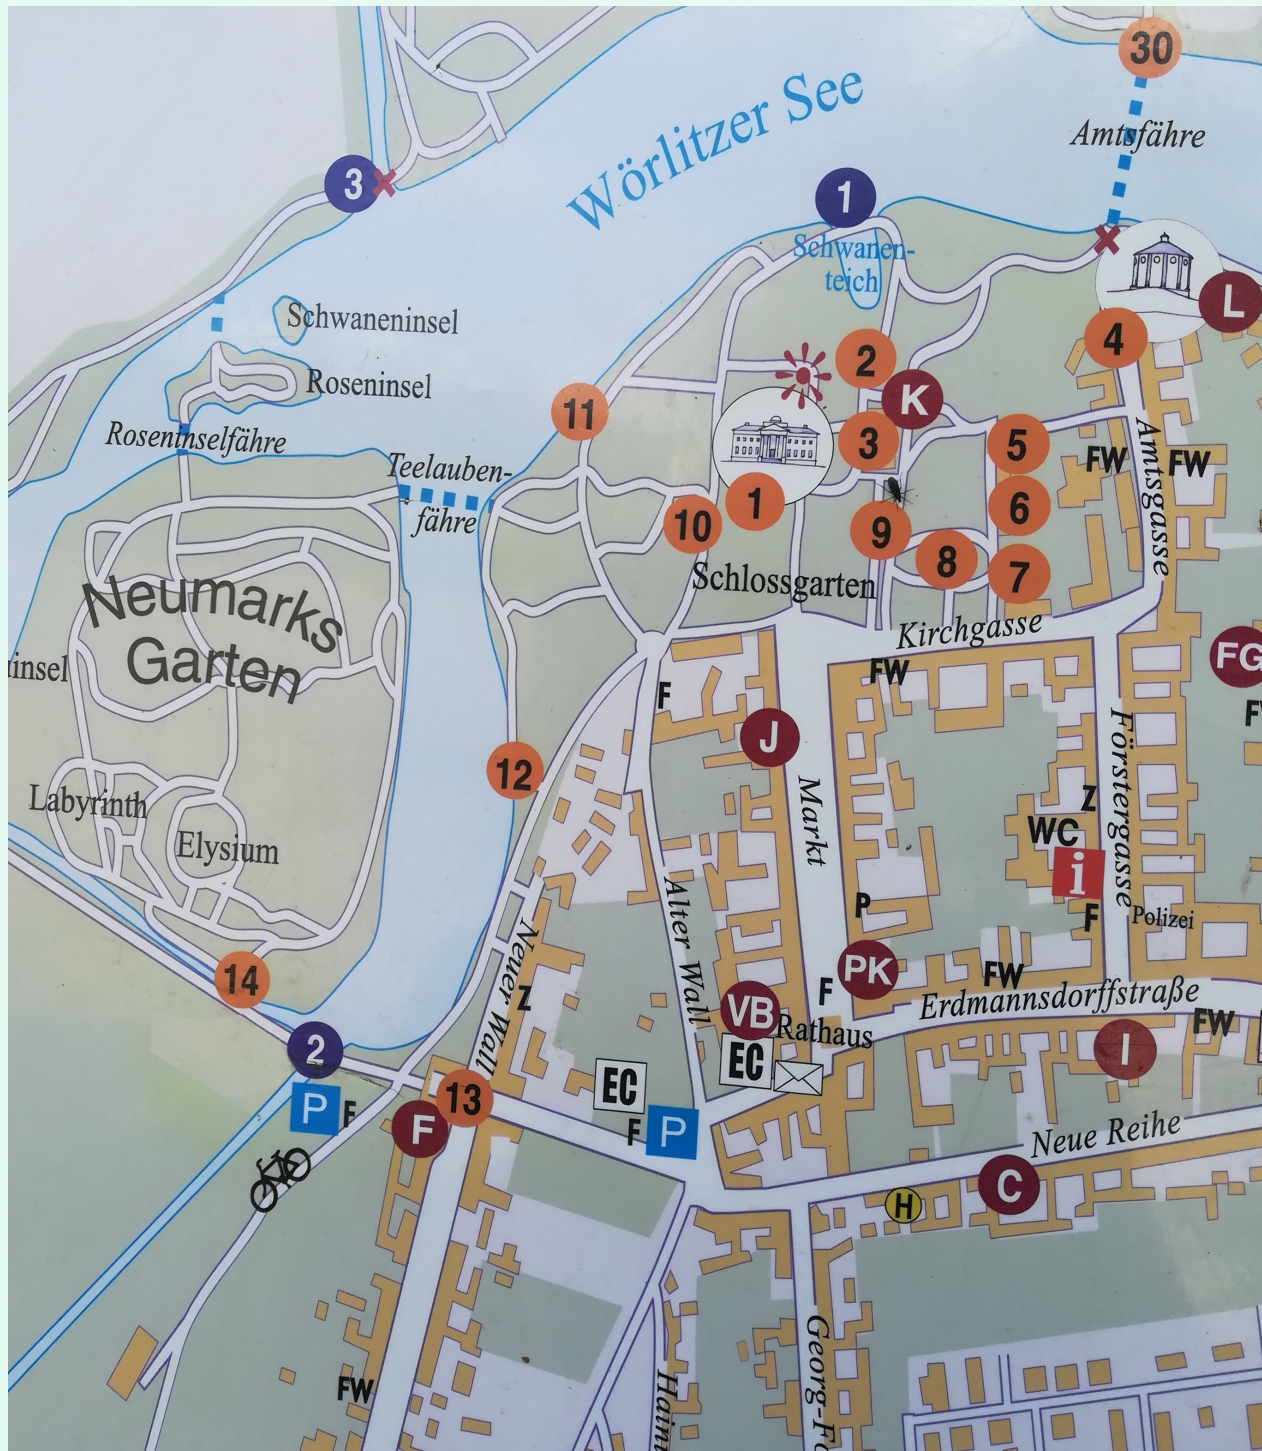 30
Wörlitzer See
Amtsfähre
3
1
Schwanen-
teich
L
Schwaneninsel
4
2
Roseninsel
K
11
3
5
Roseninselfähre
FW
FW
Amtsgasse
Teelauben-
fähre
1
6
10
9
8
7
Schlossgarten
Neumarks
Garten
Kirchgasse
FW
FG
F
J
12
Markt
Förstergasse
Z
WC
i
Labyrinth
Elysium
Alter Wall
P
F
Polizei
14
Neuer Wall
Z
PK
FW
F
Erdmannsdorffstraße
VB
Rathaus
FW
2
I
EC
EC
13
P
F
F
F
P
Neue Reihe
C
H
FW